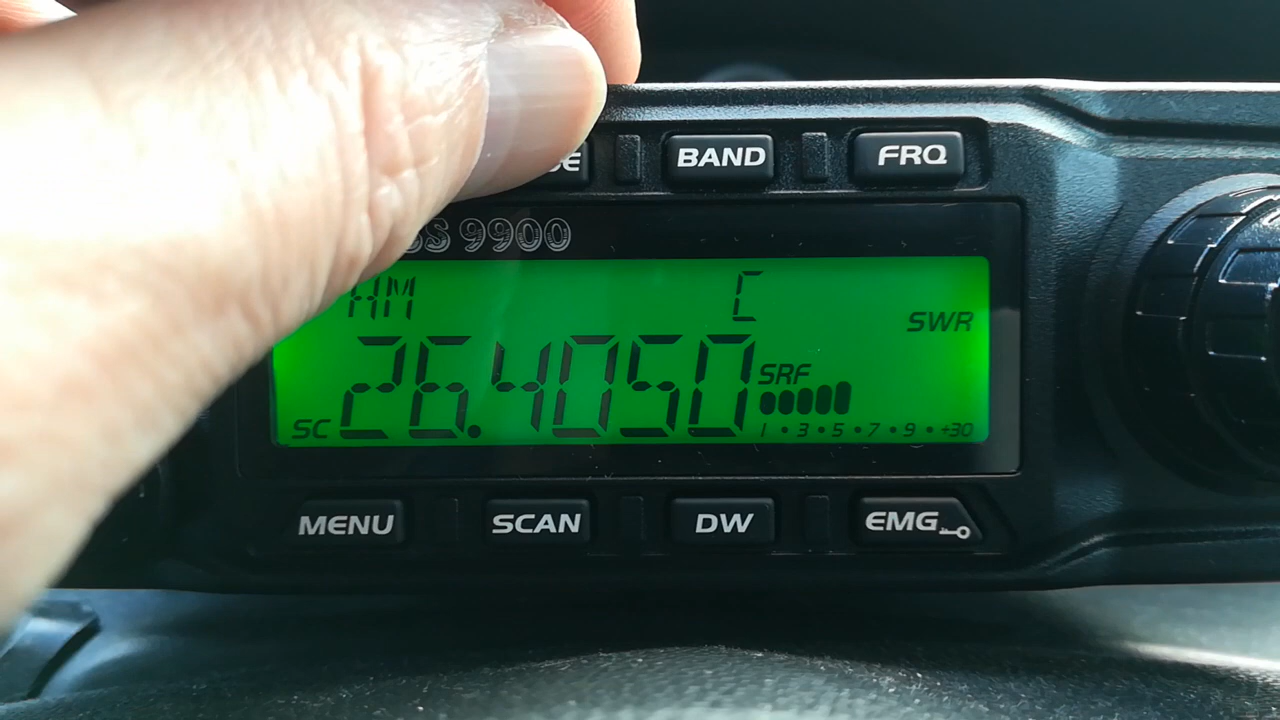 BAND FRQ
SS 9900
AM C
SWR
26.4050
SRF
SC
1 • 3 • 5 • 7 • 9 • +30
MENU SCAN DW EMG